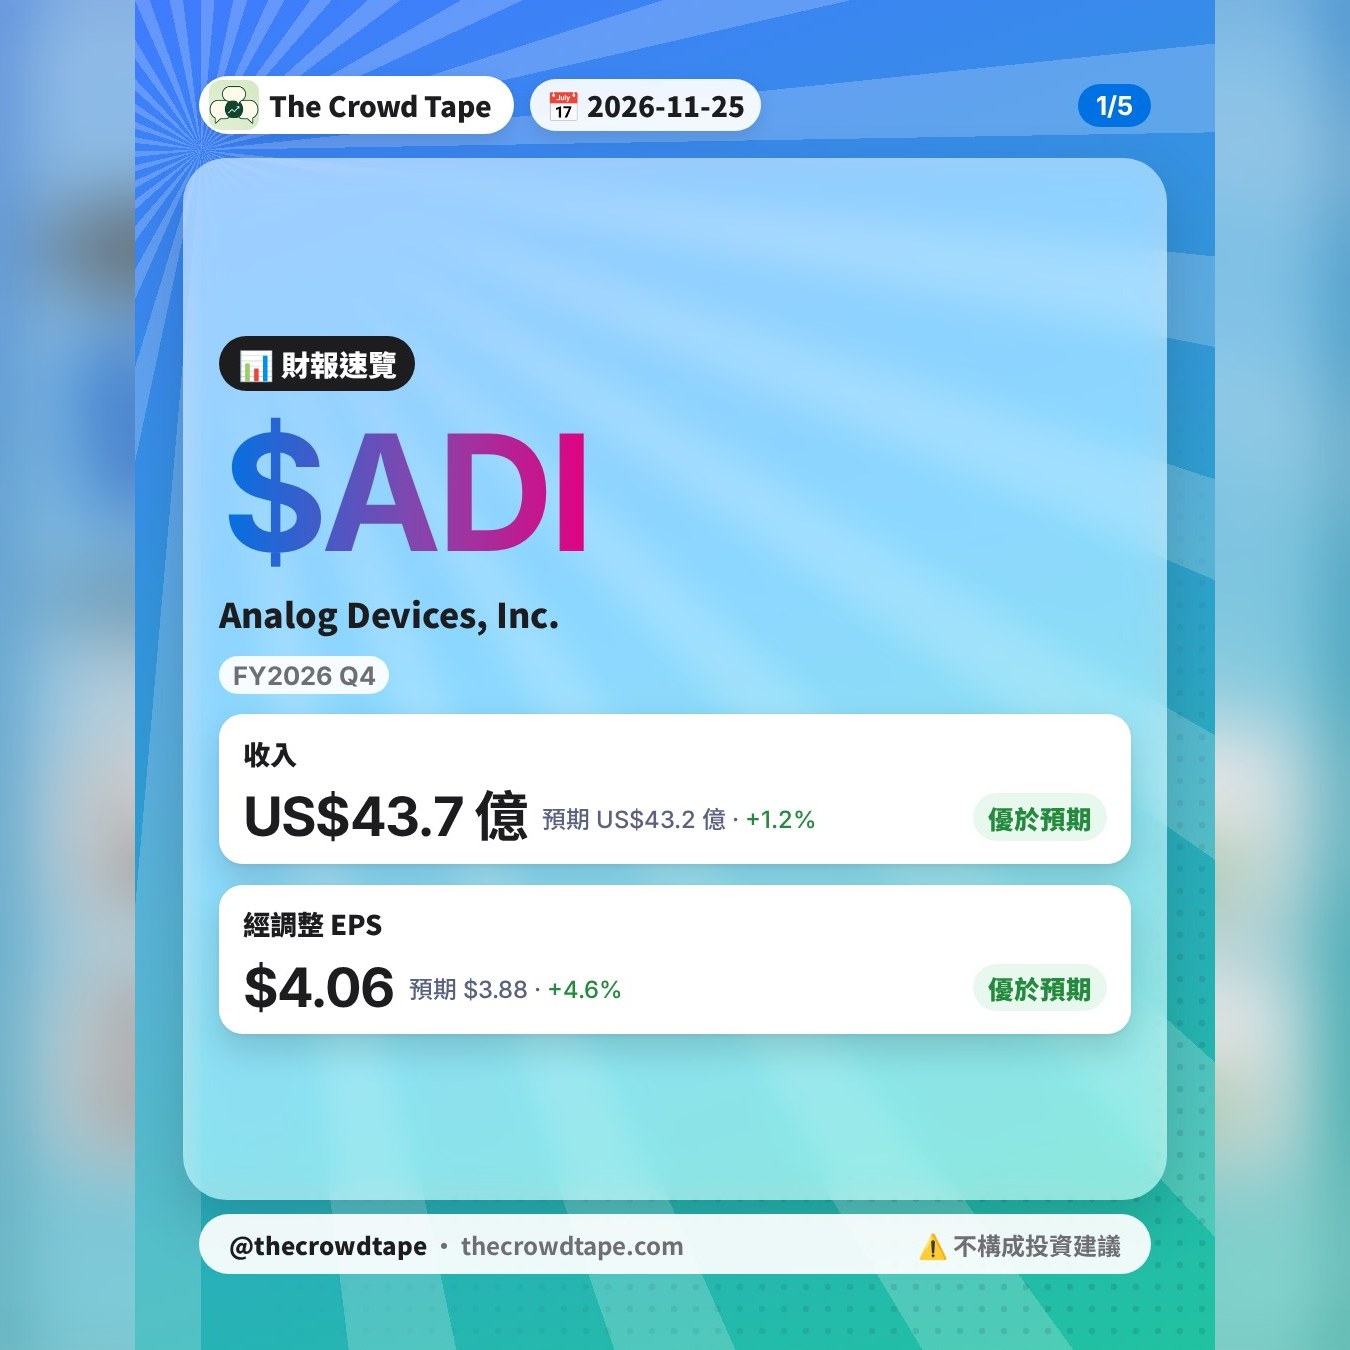 The Crowd Tape
📅 2026-11-25
1/5
📊 財報速覽
$ADI
Analog Devices, Inc.
FY2026 Q4
收入
US$43.7 億 預期 US$43.2 億 · +1.2% 優於預期
經調整 EPS
$4.06 預期 $3.88 · +4.6% 優於預期
@thecrowdtape • thecrowdtape.com ⚠️ 不構成投資建議